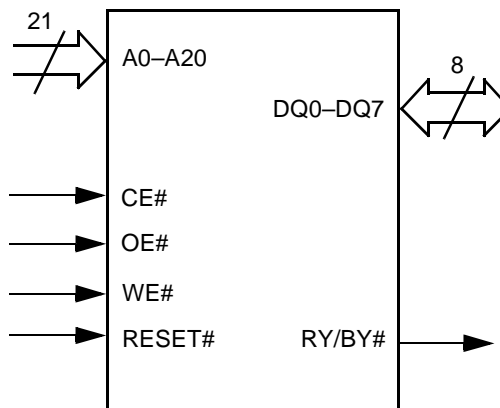 21
A0–A20
8
DQ0–DQ7
CE#
OE#
WE#
RESET#
RY/BY#